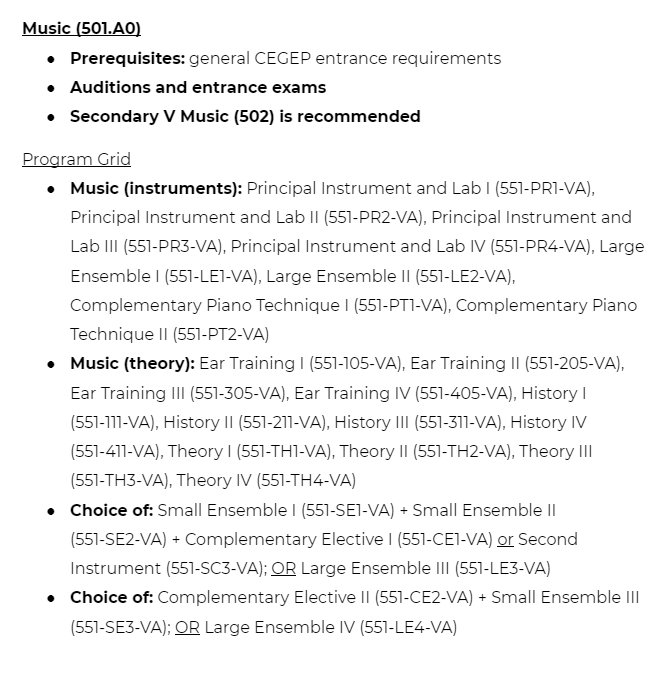 Music (501.A0)
● Prerequisites: general CEGEP entrance requirements
● Auditions and entrance exams
● Secondary V Music (502) is recommended
Program Grid
● Music (instruments): Principal Instrument and Lab I (551-PR1-VA),
Principal Instrument and Lab II (551-PR2-VA), Principal Instrument and
Lab III (551-PR3-VA), Principal Instrument and Lab IV (551-PR4-VA), Large
Ensemble I (551-LE1-VA), Large Ensemble II (551-LE2-VA),
Complementary Piano Technique I (551-PT1-VA), Complementary Piano
Technique II (551-PT2-VA)
● Music (theory): Ear Training I (551-105-VA), Ear Training II (551-205-VA),
Ear Training III (551-305-VA), Ear Training IV (551-405-VA), History I
(551-111-VA), History II (551-211-VA), History III (551-311-VA), History IV
(551-411-VA), Theory I (551-TH1-VA), Theory II (551-TH2-VA), Theory III
(551-TH3-VA), Theory IV (551-TH4-VA)
● Choice of: Small Ensemble I (551-SE1-VA) + Small Ensemble II
(551-SE2-VA) + Complementary Elective I (551-CE1-VA) or Second
Instrument (551-SC3-VA); OR Large Ensemble III (551-LE3-VA)
● Choice of: Complementary Elective II (551-CE2-VA) + Small Ensemble III
(551-SE3-VA); OR Large Ensemble IV (551-LE4-VA)